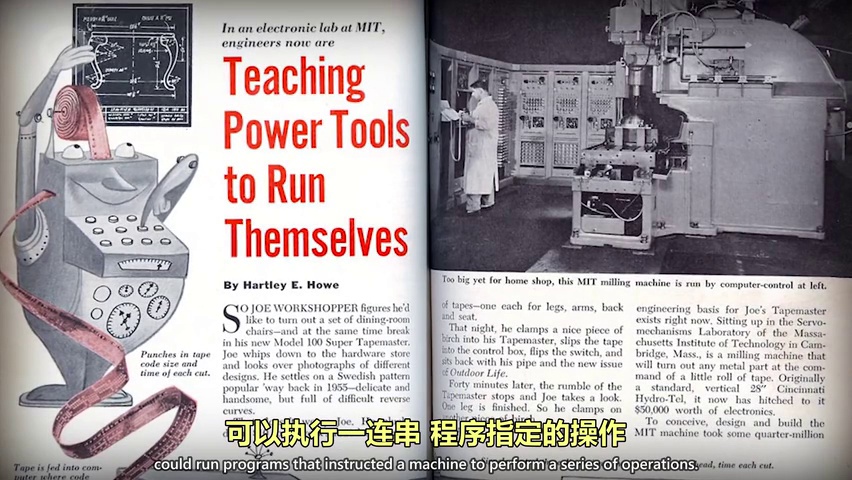 In an electronic lab at MIT,
engineers now are
Teaching
Power Tools
to Run
Themselves
By Hartley E. Howe
SO JOE WORKSHOPPER figures he'd
like to turn out a set of dining-room
chairs—and at the same time break
in his new Model 100 Super Tapemaster.
Joe whips down to the hardware store
and looks over photographs of different
designs. He settles on a Swedish pattern
popular 'way back in 1955—delicate and
handsome, but full of difficult reverse
curves.
Punches in tape
code size and
time of each cut.
Tape is fed into com-
puter where code
Too big yet for home shop, this MIT milling machine is run by computer-control at left.
of tapes—one each for legs, arms, back
and seat.
That night, he clamps a nice piece of
birch into his Tapemaster, slips the tape
into the control box, flips the switch, and
sits back with his pipe and the new issue
of Outdoor Life.
Forty minutes later, the rumble of the
Tapemaster stops and Joe takes a look.
One leg is finished. So he clamps on
another piece of birch
engineering basis for Joe's Tapemaster
exists right now. Sitting up in the Servo-
mechanisms Laboratory of the Massa-
chusetts Institute of Technology in Cam-
bridge, Mass., is a milling machine that
will turn out any metal part at the com-
mand of a little roll of tape. Originally
a standard, vertical 28" Cincinnati
Hydro-Tel, it now has hitched to it
$50,000 worth of electronics.
To conceive, design and build the
MIT machine took some quarter-million
ead, time each cut.
可以执行一连串 程序指定的操作
could run programs that instructed a machine to perform a series of operations.